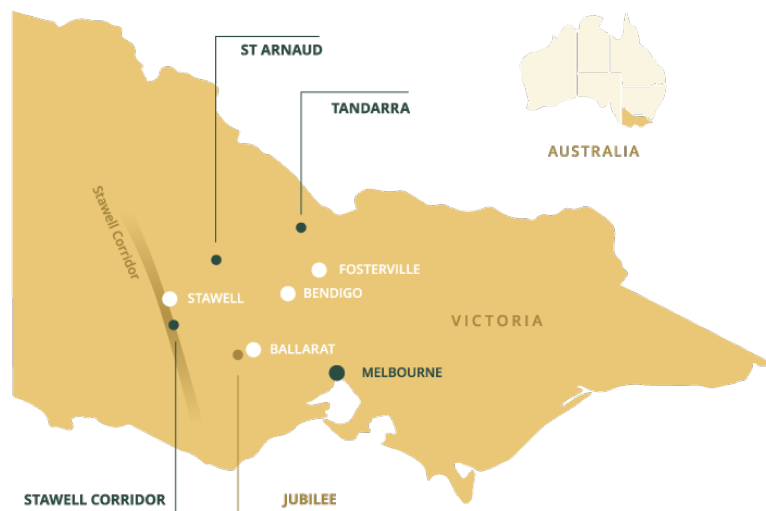 ST ARNAUD
TANDARRA
AUSTRALIA
Stawell Corridor
FOSTERVILLE
STAWELL
BENDIGO
VICTORIA
BALLARAT
MELBOURNE
STAWELL CORRIDOR
JUBILEE